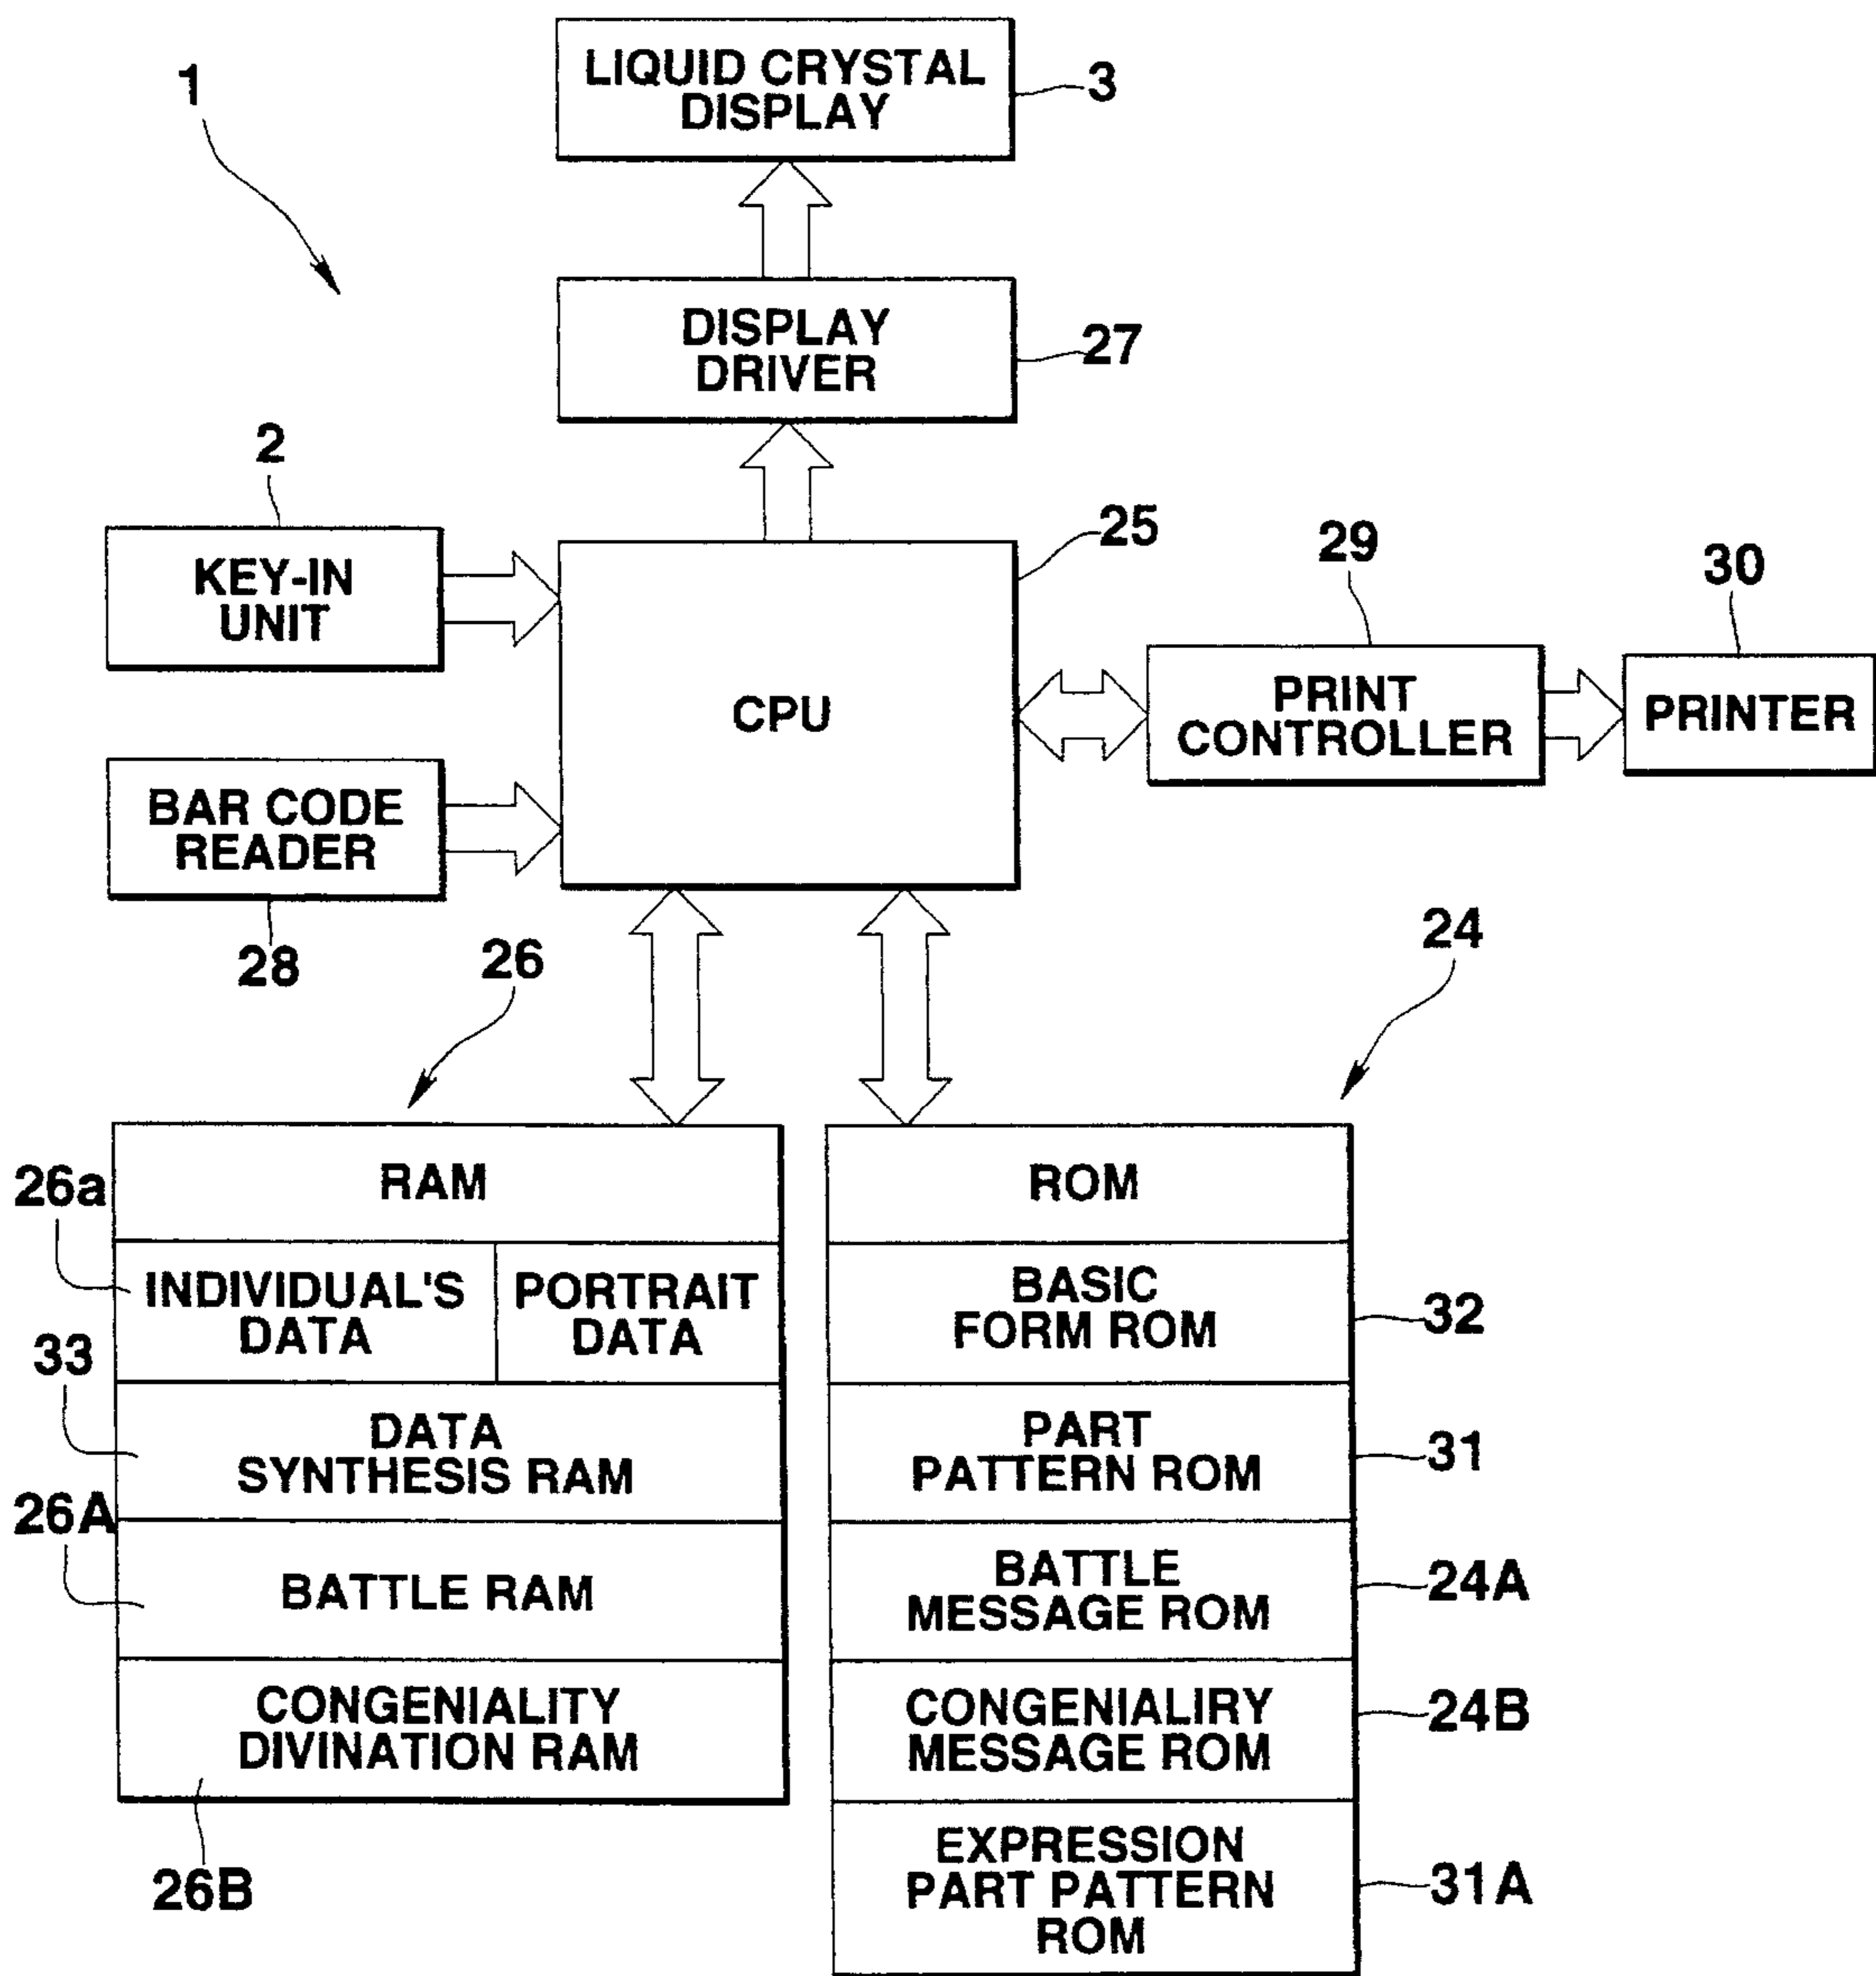 LIQUID CRYSTAL
DISPLAY
3
1
DISPLAY
DRIVER
27
2
KEY-IN
UNIT
25
CPU
29
PRINT
CONTROLLER
30
PRINTER
BAR CODE
READER
28
26
24
RAM
26a
INDIVIDUAL'S
DATA
PORTRAIT
DATA
33
DATA
SYNTHESIS RAM
26A
BATTLE RAM
CONGENIALITY
DIVINATION RAM
26B
ROM
BASIC
FORM ROM
32
PART
PATTERN ROM
31
BATTLE
MESSAGE ROM
24A
CONGENIALIRY
MESSAGE ROM
24B
EXPRESSION
PART PATTERN
ROM
31A